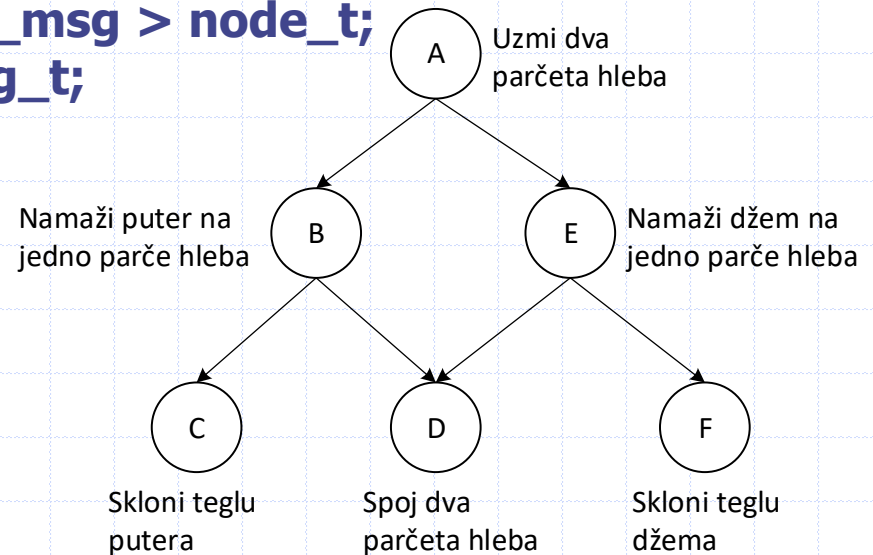 _msg > node_t;
g_t;
A
Uzmi dva
parčeta hleba
Namaži puter na
jedno parče hleba
B
E
Namaži džem na
jedno parče hleba
C
D
F
Skloni teglu
putera
Spoj dva
parčeta hleba
Skloni teglu
džema